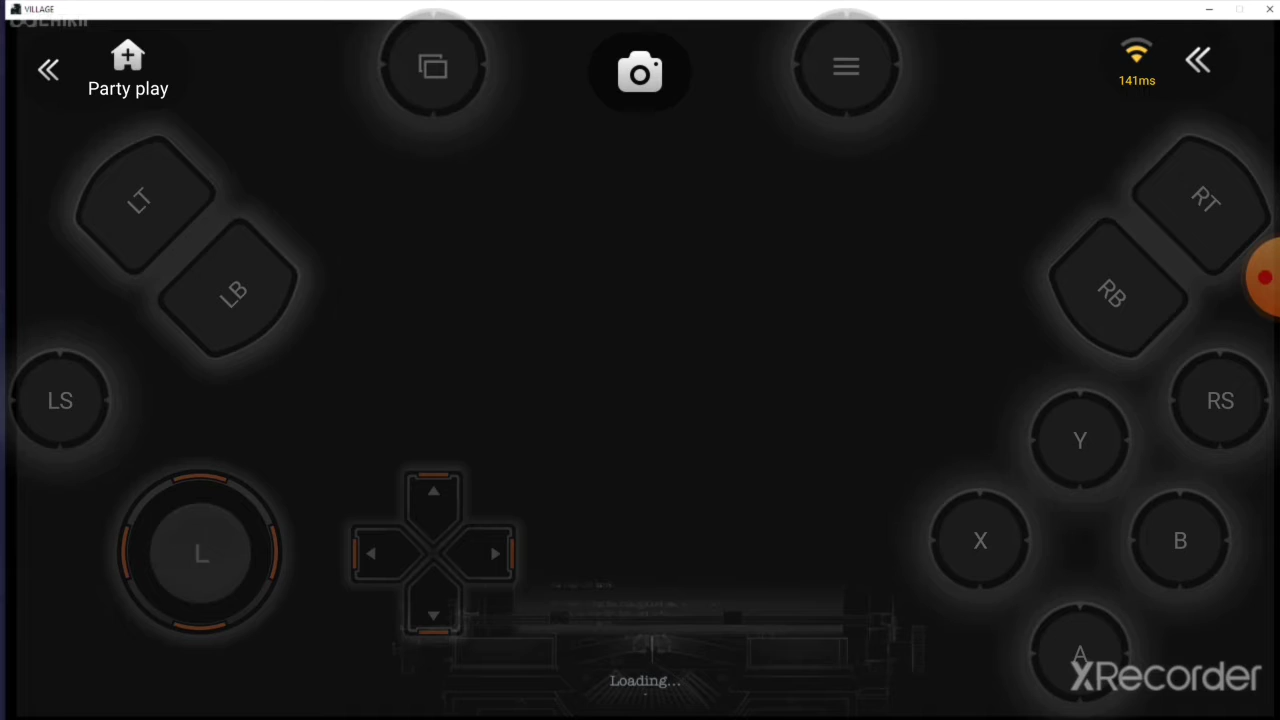 VILLAGE
Party play
141ms
LT
RT
LB
RB
LS
RS
Y
L
X
B
A
XRecorder
Loading...